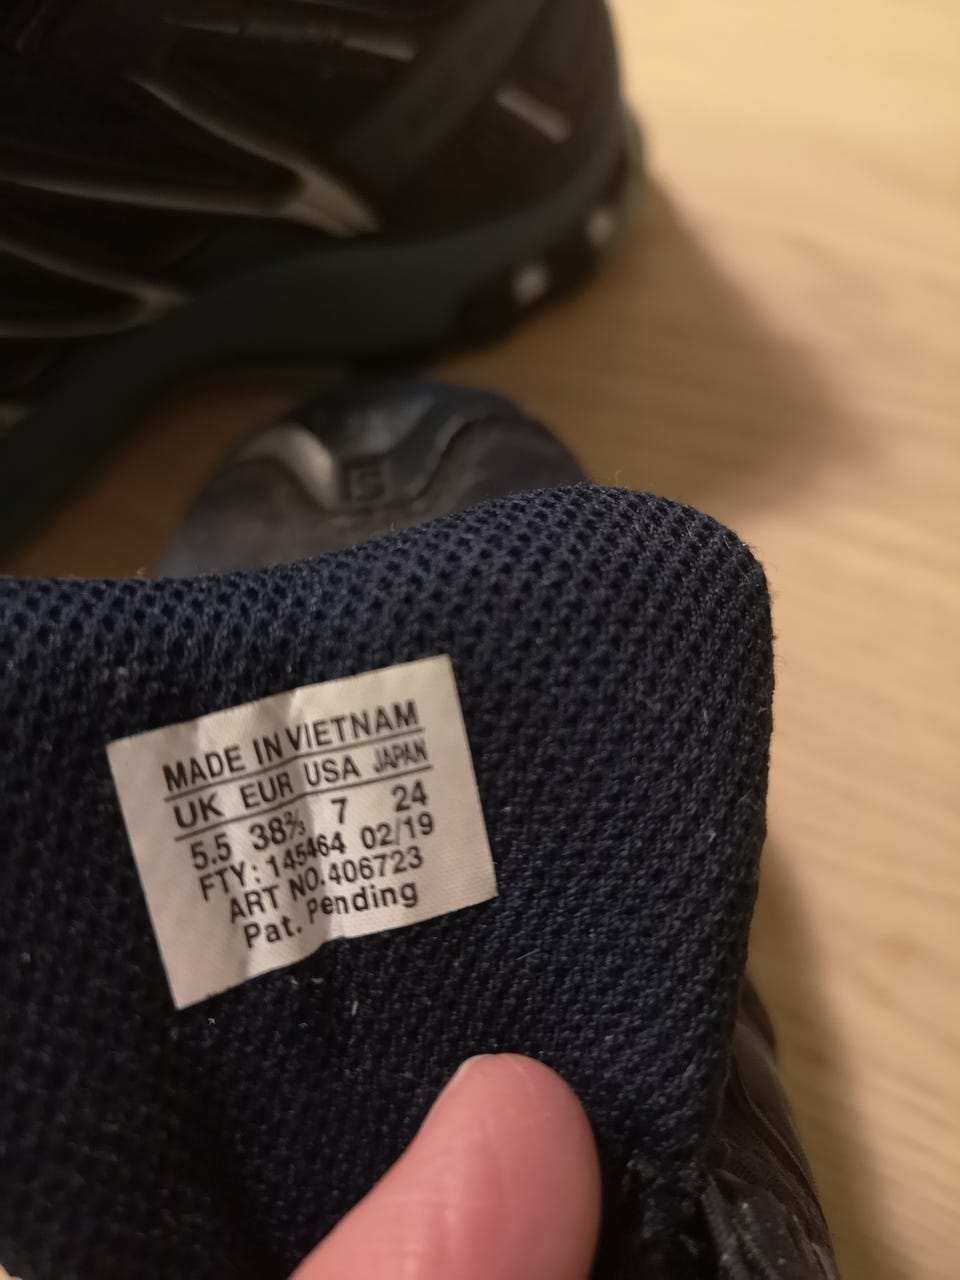 MADE IN VIETNAM
UK EUR USA JAPAN
5.5 38⅔ 7 24
FTY: 145464 02/19
ART NO.406723
Pat. Pending